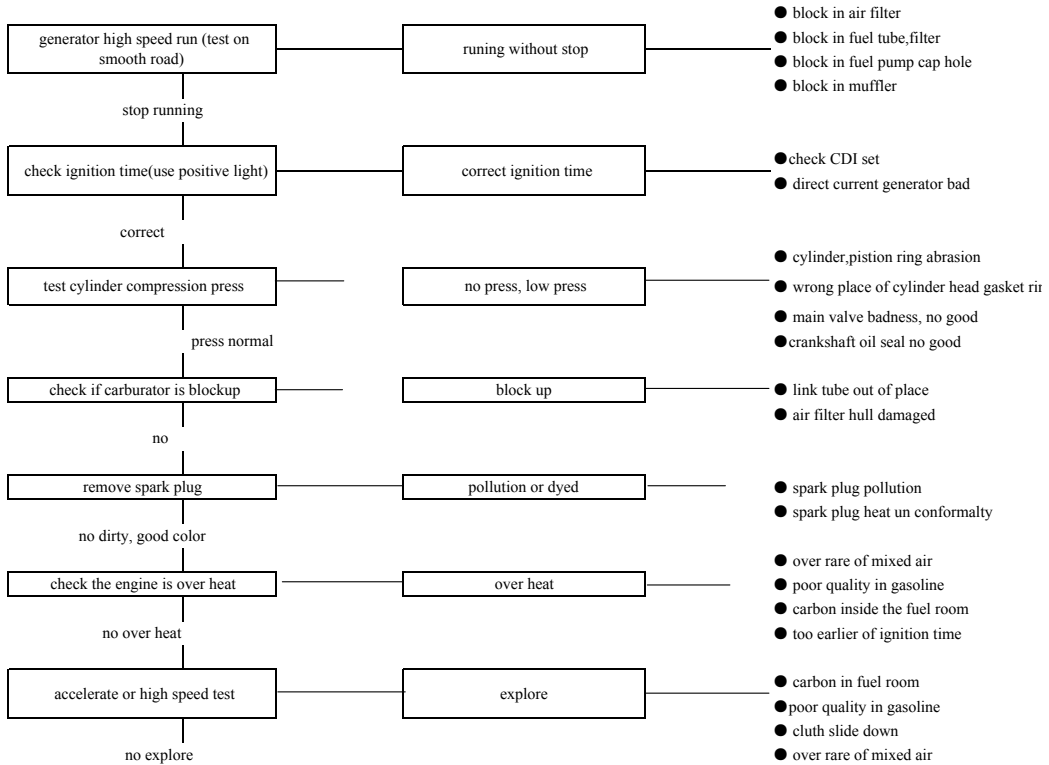 generator high speed run (test on
smooth road)
runing without stop
● block in air filter
● block in fuel tube,filter
● block in fuel pump cap hole
● block in muffler
stop running
check ignition time(use positive light)
correct ignition time
●check CDI set
● direct current generator bad
correct
test cylinder compression press
no press, low press
● cylinder,pistion ring abrasion
● wrong place of cylinder head gasket rin
● main valve badness, no good
●crankshaft oil seal no good
press normal
check if carburator is blockup
block up
● link tube out of place
● air filter hull damaged
no
remove spark plug
pollution or dyed
● spark plug pollution
● spark plug heat un conformalty
no dirty, good color
check the engine is over heat
over heat
● over rare of mixed air
● poor quality in gasoline
● carbon inside the fuel room
● too earlier of ignition time
no over heat
accelerate or high speed test
explore
● carbon in fuel room
●poor quality in gasoline
● cluth slide down
● over rare of mixed air
no explore